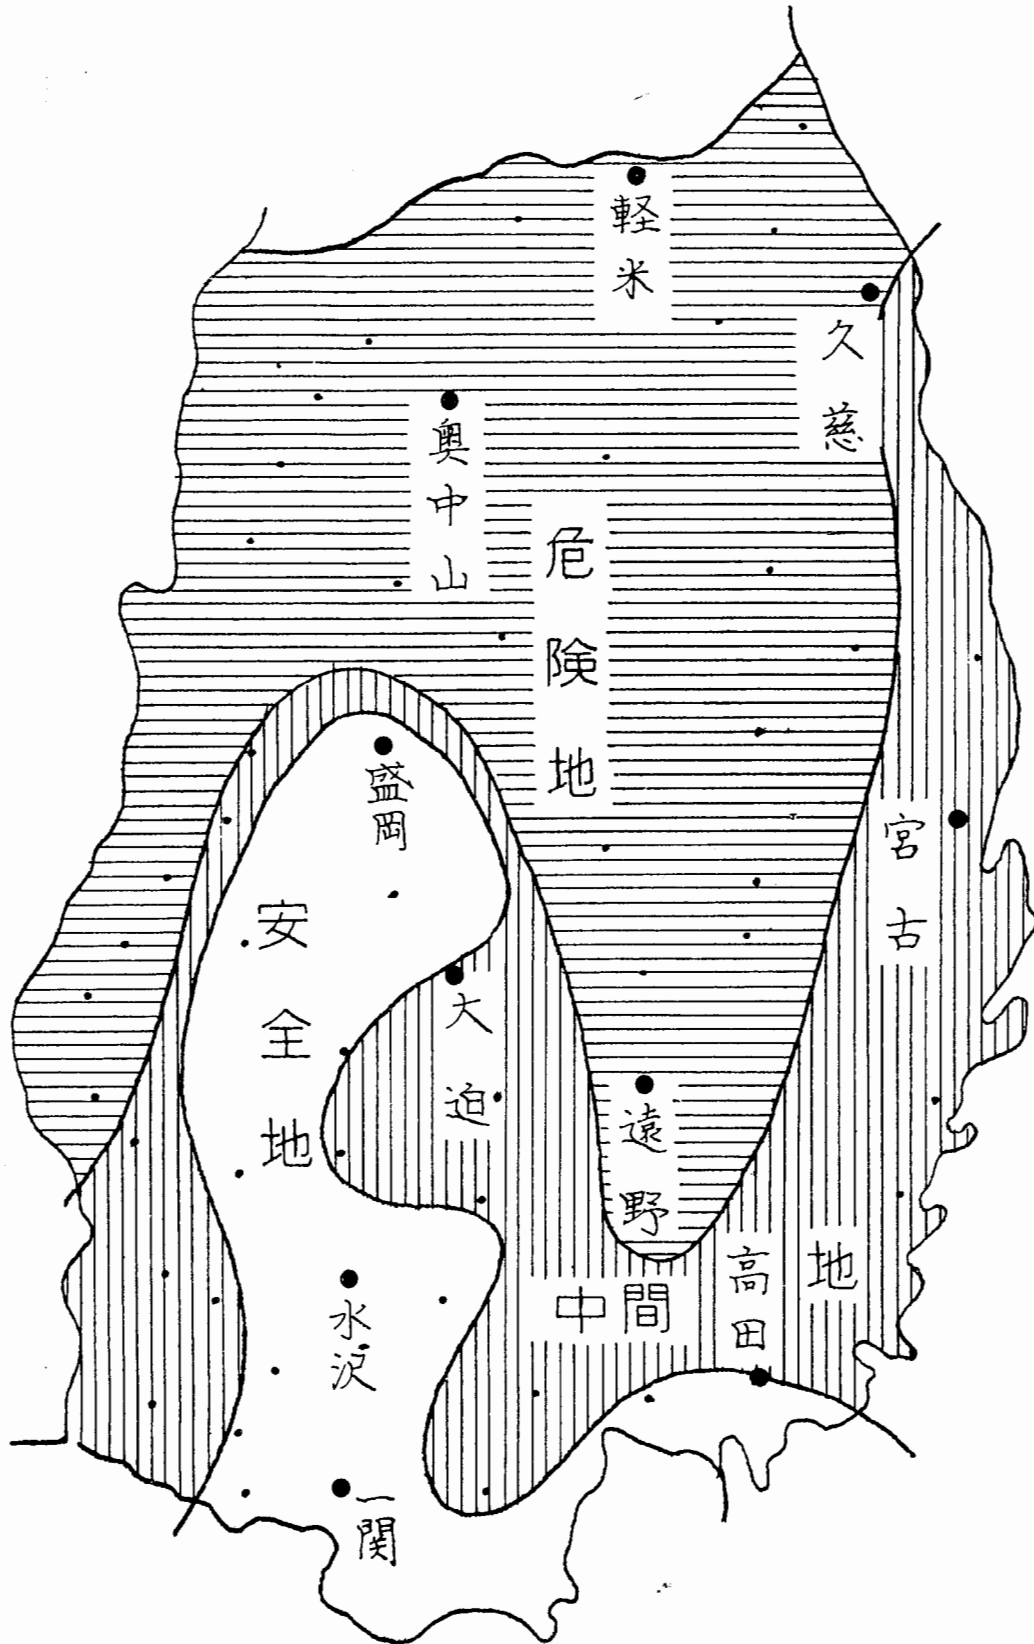 軽米
久慈
奥中山
危険地
盛岡
宮古
安全地
大迫
遠野
中間地
高田
水沢
一関